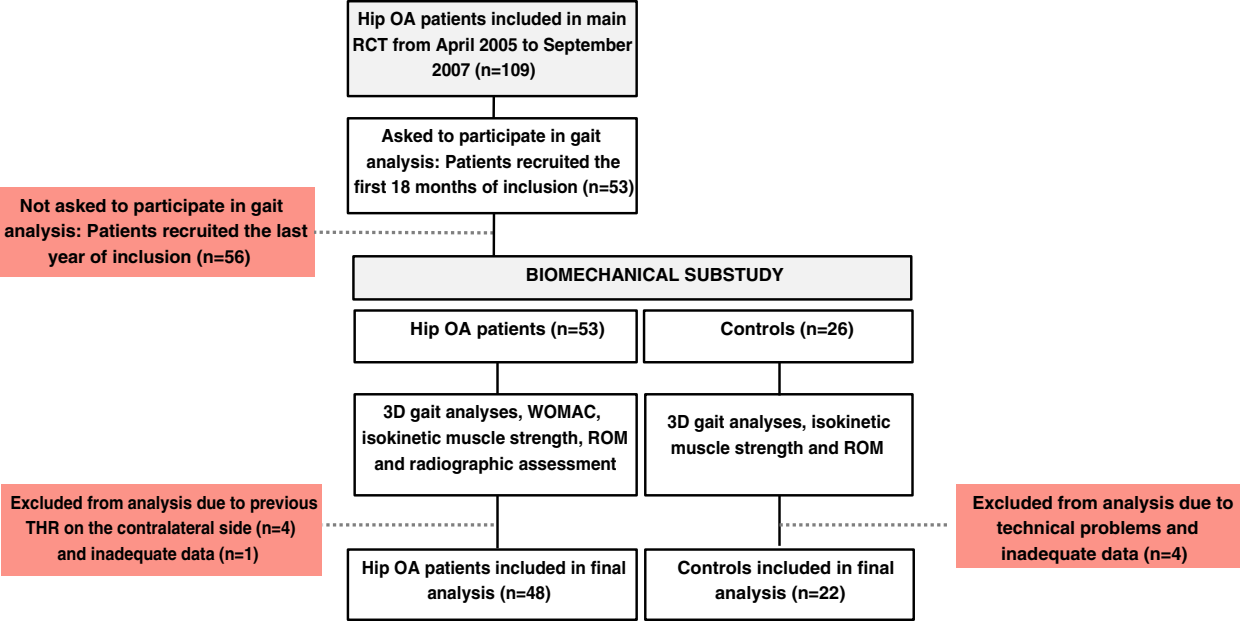 Hip OA patients included in main
RCT from April 2005 to September
2007 (n=109)
Asked to participate in gait
analysis: Patients recruited the
first 18 months of inclusion (n=53)
Not asked to participate in gait
analysis: Patients recruited the last
year of inclusion (n=56)
BIOMECHANICAL SUBSTUDY
Hip OA patients (n=53)
Controls (n=26)
3D gait analyses, WOMAC,
isokinetic muscle strength, ROM
and radiographic assessment
3D gait analyses, isokinetic
muscle strength and ROM
Excluded from analysis due to previous
THR on the contralateral side (n=4)
and inadequate data (n=1)
Excluded from analysis due to
technical problems and
inadequate data (n=4)
Hip OA patients included in final
analysis (n=48)
Controls included in final
analysis (n=22)